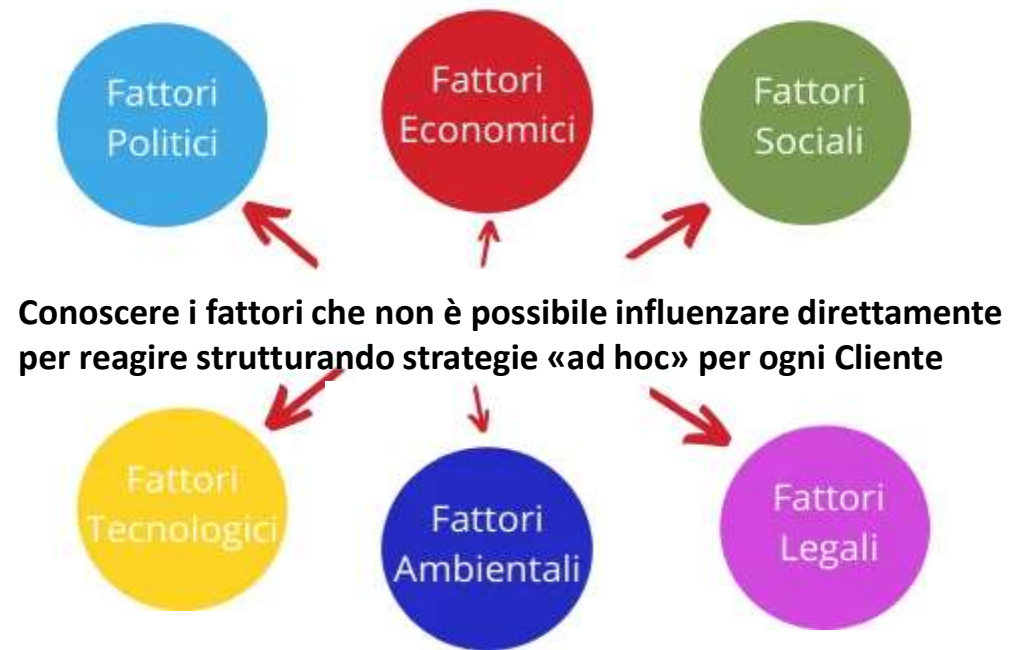 Fattori
Politici
Fattori
Economici
Fattori
Sociali
Conoscere i fattori che non è possibile influenzare direttamente
per reagire strutturando strategie «ad hoc» per ogni Cliente
Fattori
Tecnologici
Fattori
Ambientali
Fattori
Legali